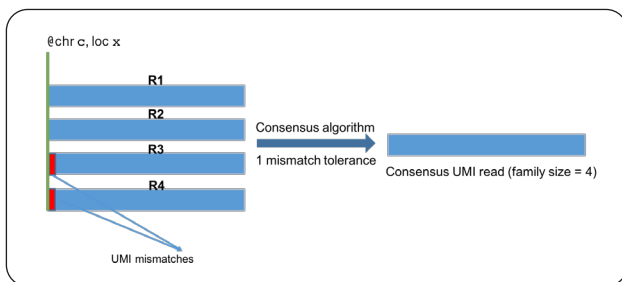 @chr c, loc x
R1
R2
R3
R4
Consensus algorithm
1 mismatch tolerance
Consensus UMI read (family size = 4)
UMI mismatches